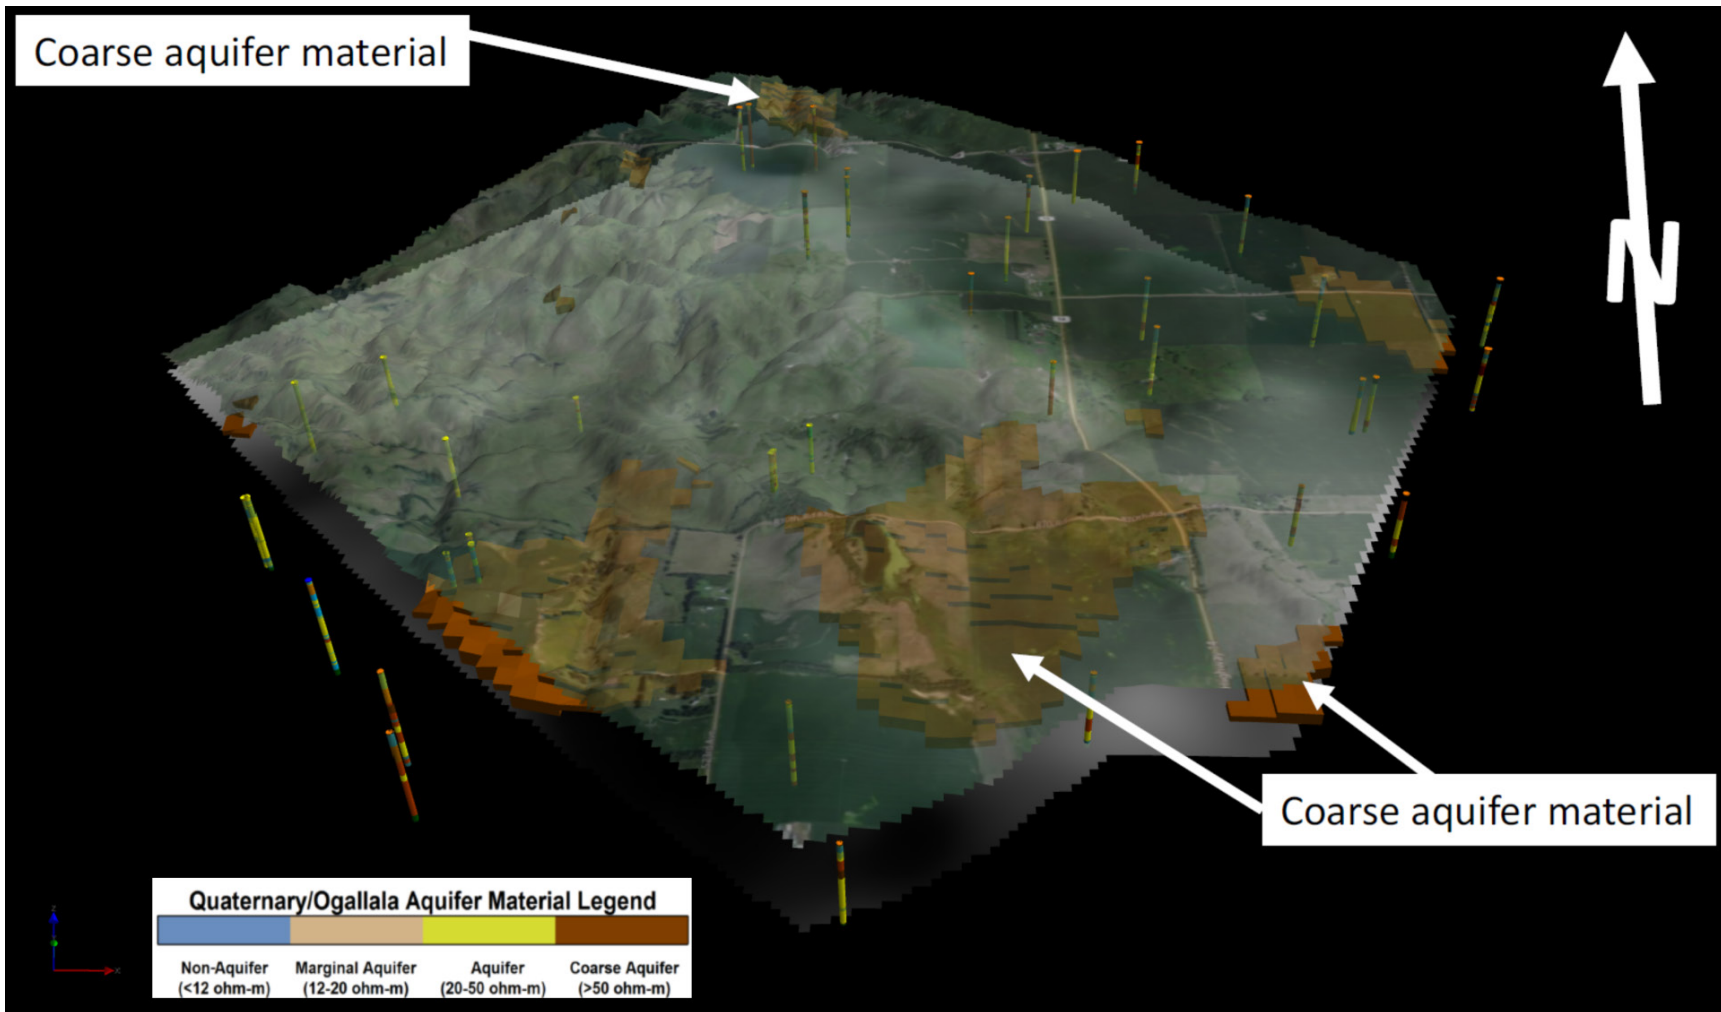 Coarse aquifer material
N
Coarse aquifer material
Quaternary/Ogallala Aquifer Material Legend
Non-Aquifer
(<12 ohm-m)
Marginal Aquifer
(12-20 ohm-m)
Aquifer
(20-50 ohm-m)
Coarse Aquifer
(>50 ohm-m)
z
x